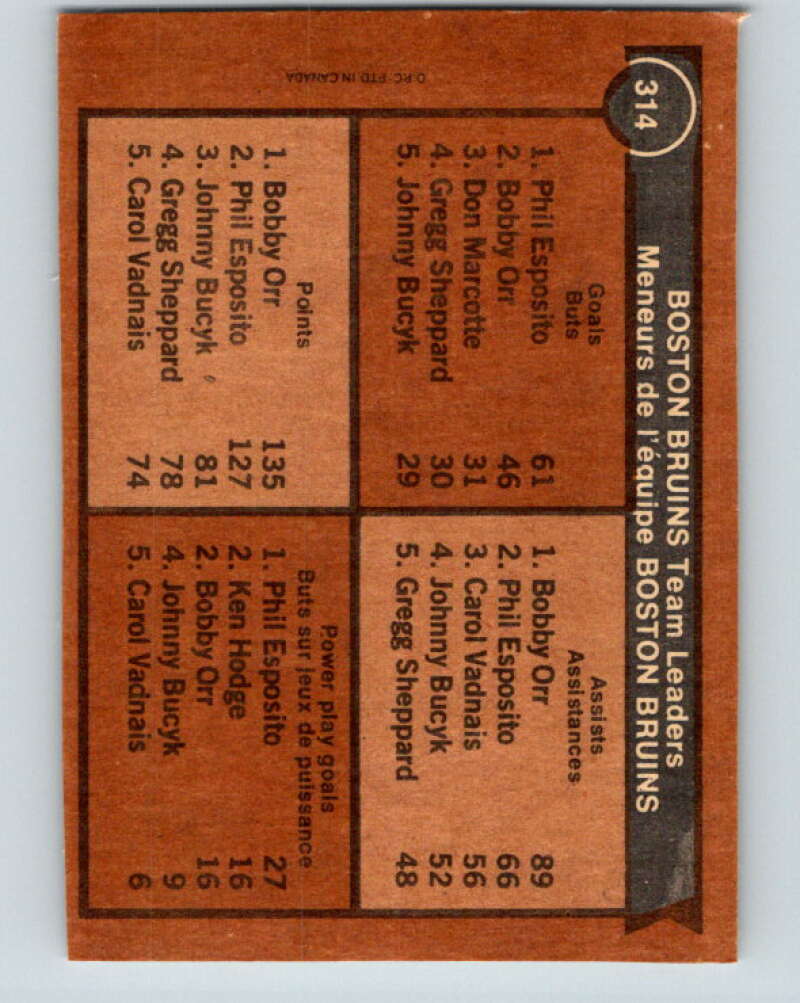 314
BOSTON BRUINS Team Leaders
Meneurs de l'équipe BOSTON BRUINS
Goals
Buts
1. Phil Esposito 61
2. Bobby Orr 46
3. Don Marcotte 31
4. Gregg Sheppard 30
5. Johnny Bucyk 29
Assists
Assistances
1. Bobby Orr 89
2. Phil Esposito 66
3. Carol Vadnais 56
4. Johnny Bucyk 52
5. Gregg Sheppard 48
Points
1. Bobby Orr 135
2. Phil Esposito 127
3. Johnny Bucyk 81
4. Gregg Sheppard 78
5. Carol Vadnais 74
Power play goals
Buts sur jeux de puissance
1. Phil Esposito 27
2. Ken Hodge 16
2. Bobby Orr 16
4. Johnny Bucyk 9
5. Carol Vadnais 6
O.P.C. PTD IN CANADA